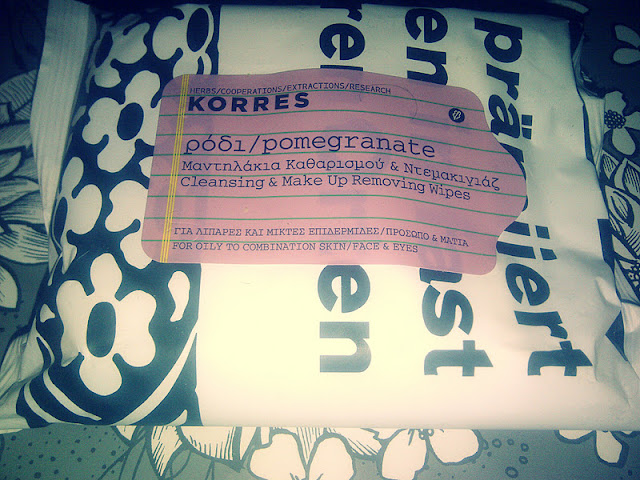 HERBS/COOPERATIONS/EXTRACTIONS/RESEARCH
KORRES
ρόδι/pomegranate
Μαντηλάκια Καθαρισμού & Ντεμακιγιάζ
Cleansing & Make Up Removing Wipes
ΓΙΑ ΛΙΠΑΡΕΣ ΚΑΙ ΜΙΚΤΕΣ ΕΠΙΔΕΡΜΙΔΕΣ/ΠΡΟΣΩΠΟ & ΜΑΤΙΑ
FOR OILY TO COMBINATION SKIN/FACE & EYES